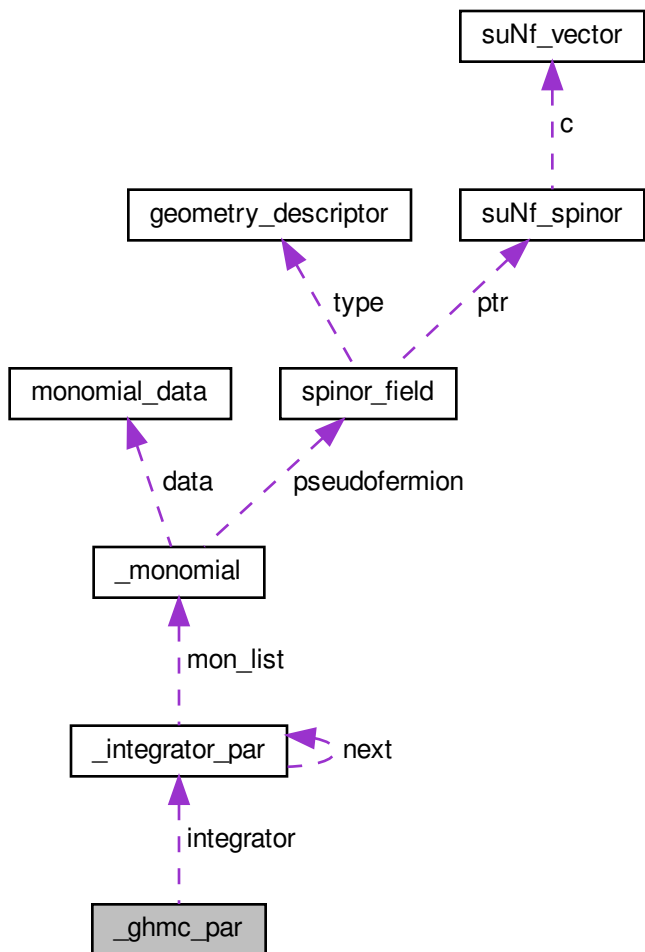 suNf_vector
c
geometry_descriptor
suNf_spinor
type
ptr
monomial_data
spinor_field
data
pseudofermion
_monomial
mon_list
_integrator_par
next
integrator
_ghmc_par